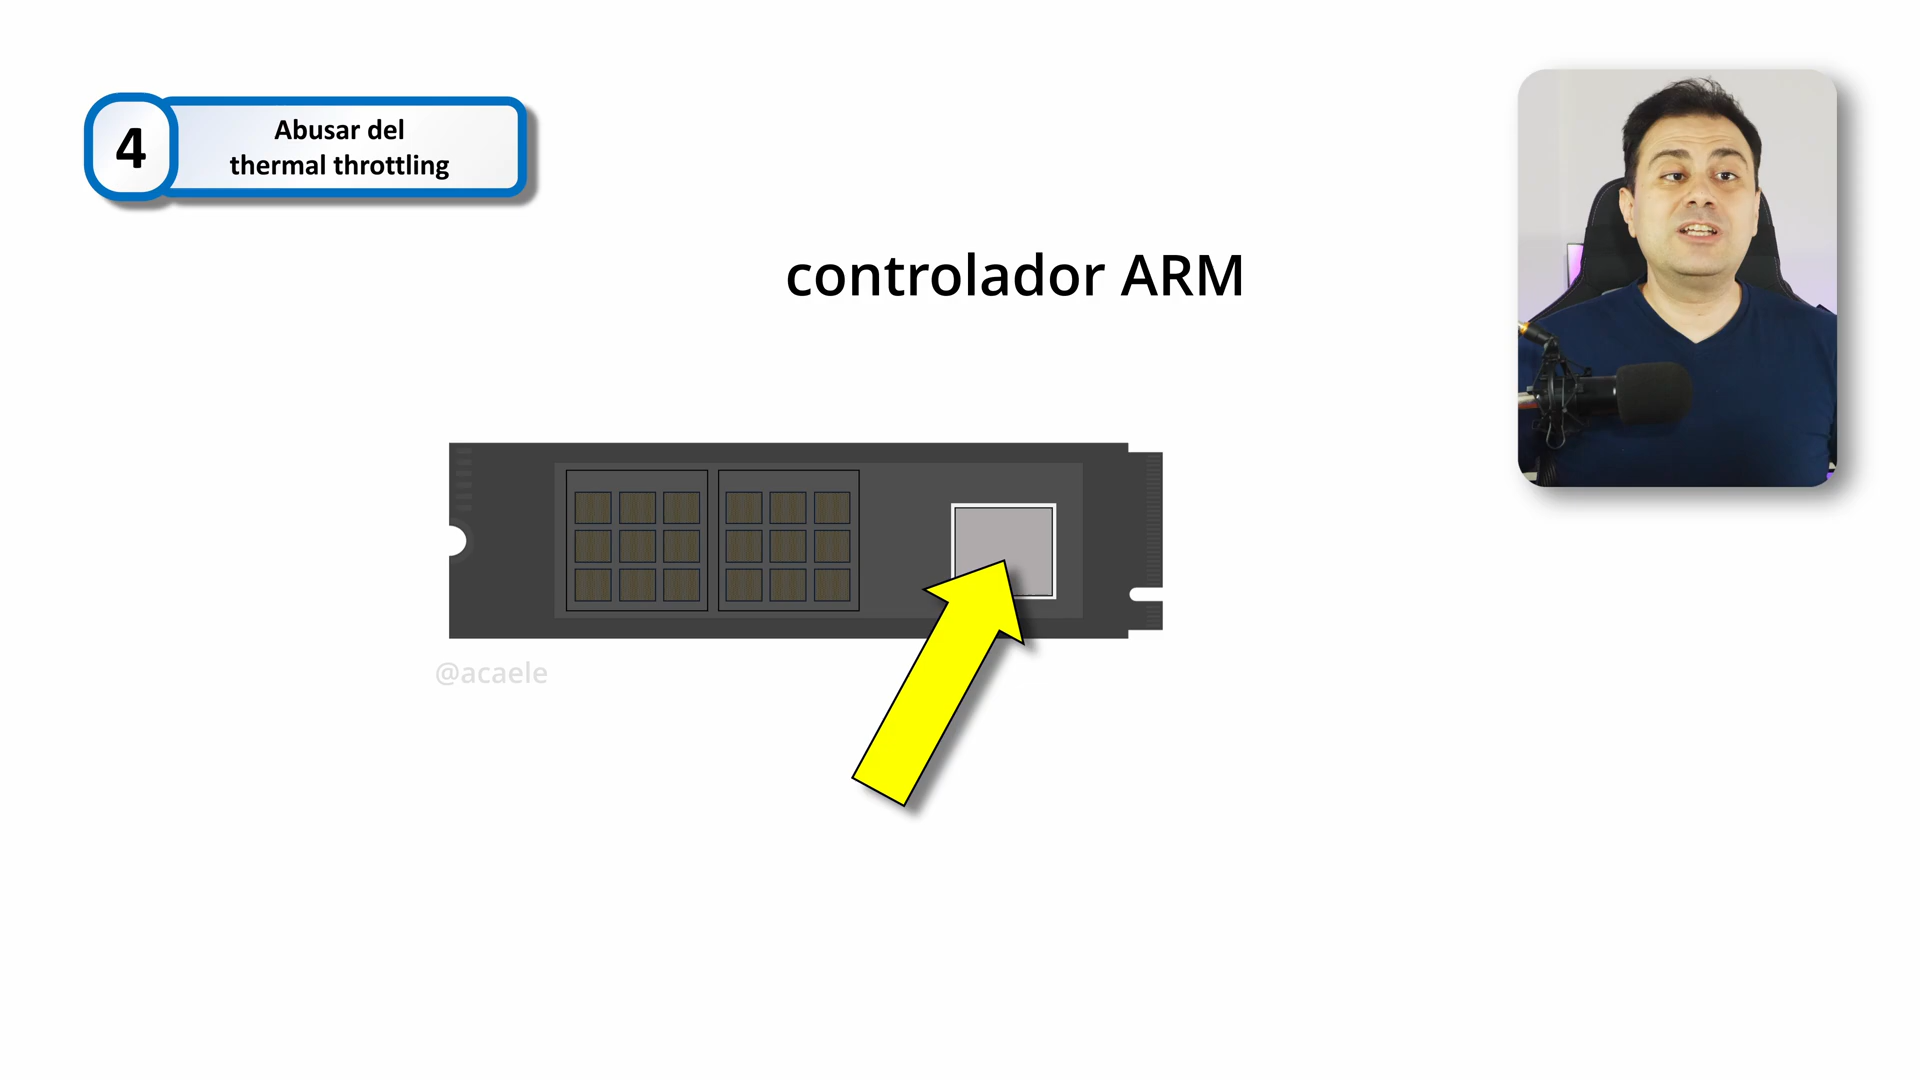 4
Abusar del
thermal throttling
controlador ARM
@acaele